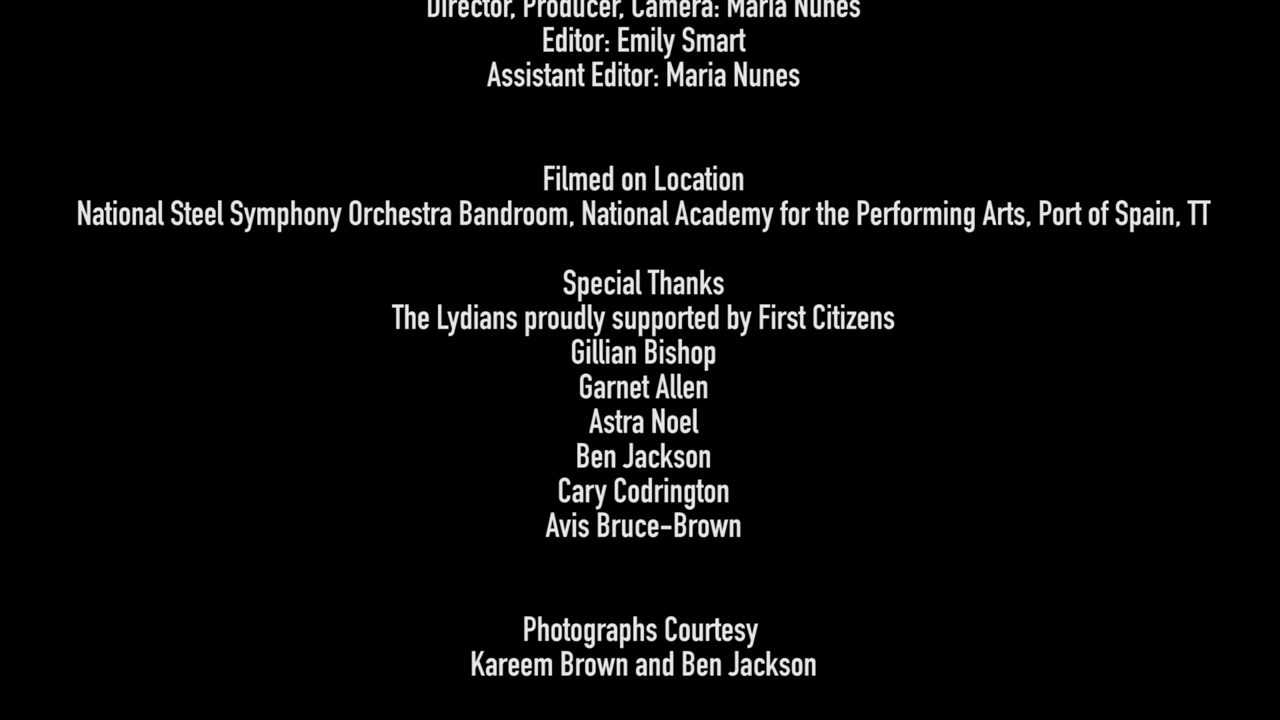 Director, Producer, Camera: Maria Nunes
Editor: Emily Smart
Assistant Editor: Maria Nunes
Filmed on Location
National Steel Symphony Orchestra Bandroom, National Academy for the Performing Arts, Port of Spain, TT
Special Thanks
The Lydians proudly supported by First Citizens
Gillian Bishop
Garnet Allen
Astra Noel
Ben Jackson
Cary Codrington
Avis Bruce-Brown
Photographs Courtesy
Kareem Brown and Ben Jackson